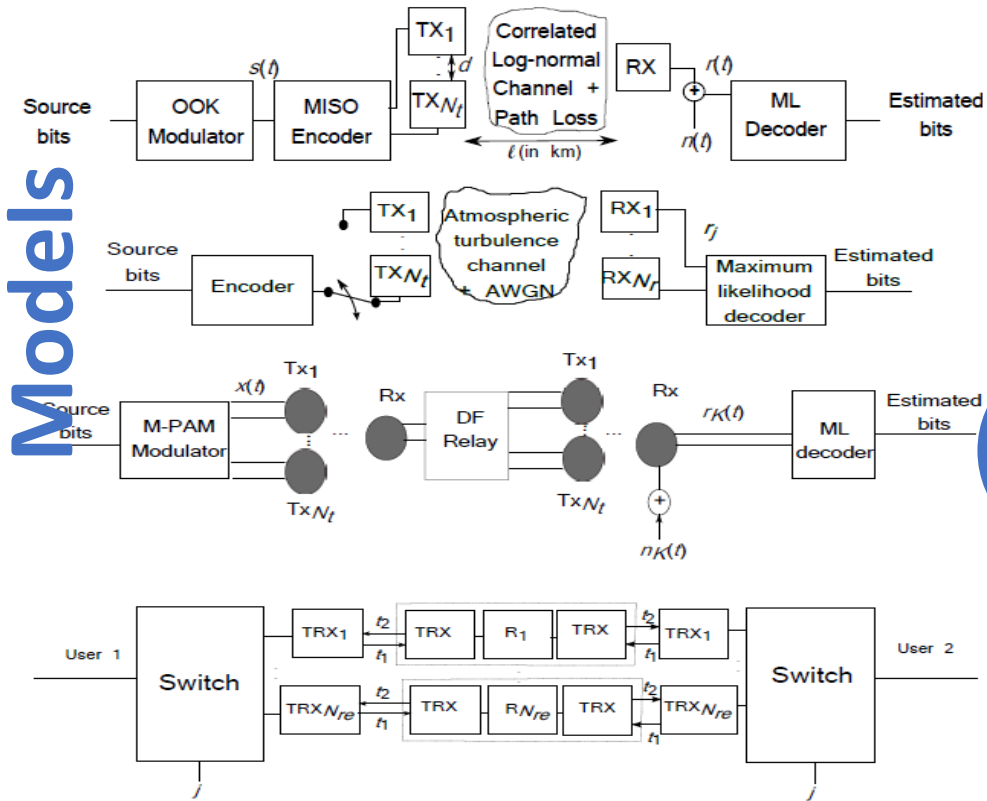 Models
Source
bits
OOK
Modulator
s(t)
MISO
Encoder
TX1
d
TXNt
Correlated
Log-normal
Channel +
Path Loss
ℓ (in km)
RX
r(t)
+
n(t)
ML
Decoder
Estimated
bits
Source
bits
Encoder
TX1
TXNt
Atmospheric
turbulence
channel
+ AWGN
RX1
RXNr
rj
Maximum
likelihood
decoder
Estimated
bits
Source
bits
M-PAM
Modulator
x(t)
Tx1
TxNt
...
Rx
DF
Relay
Tx1
TxNt
...
Rx
rK(t)
+
nK(t)
ML
decoder
Estimated
bits
User 1
Switch
j
TRX1
t2
t1
TRX
R1
TRX
t2
t1
TRX1
TRXNre
t2
t1
TRX
RNre
TRX
t2
t1
TRXNre
Switch
j
User 2